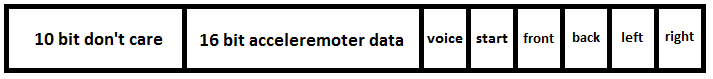 10 bit don't care 16 bit acceleremoter data voice start front back left right